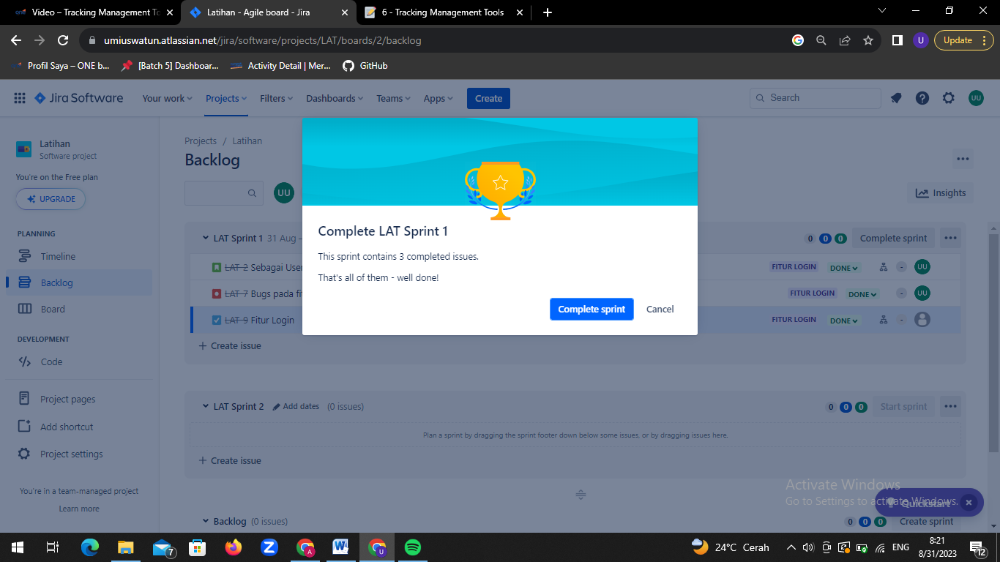 Video – Tracking Management To
Latihan - Agile board - Jira
6 - Tracking Management Tools
umiuswatun.atlassian.net/jira/software/projects/LAT/boards/2/backlog
U
Update
Profil Saya – ONE b...
[Batch 5] Dashboar...
Activity Detail | Mer...
GitHub
Jira Software
Your work
Projects
Filters
Dashboards
Teams
Apps
Create
Search
UU
Latihan
Software project
You're on the Free plan
UPGRADE
PLANNING
Timeline
Backlog
Board
DEVELOPMENT
Code
Project pages
Add shortcut
Project settings
You're in a team-managed project
Learn more
Projects / Latihan
Backlog
UU
Insights
LAT Sprint 1 31 Aug –
0 0 0
Complete sprint
LAT-2 Sebagai User
FITUR LOGIN DONE - UU
LAT-7 Bugs pada fi
FITUR LOGIN DONE - UU
LAT-9 Fitur Login
FITUR LOGIN DONE -
+ Create issue
Complete LAT Sprint 1
This sprint contains 3 completed issues.
That's all of them - well done!
Complete sprint
Cancel
LAT Sprint 2 Add dates (0 issues)
0 0 0
Start sprint
Plan a sprint by dragging the sprint footer down below some issues, or by dragging issues here.
+ Create issue
Backlog (0 issues)
0 0 0
Create sprint
Activate Windows
Go to Settings to activate Windows.
Quickstart
7
24°C Cerah
ENG
8:21
8/31/2023
12